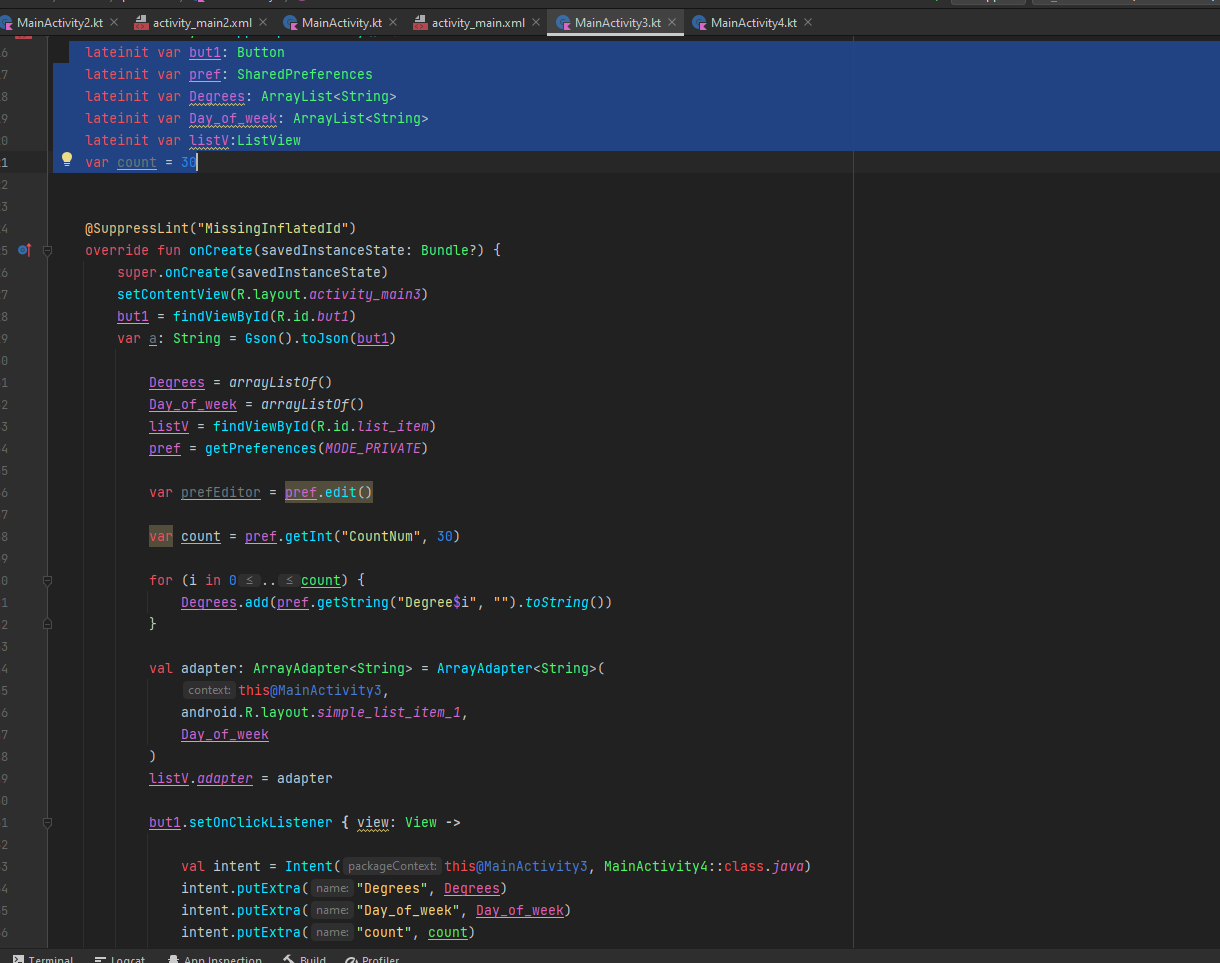 MainActivity2.kt activity_main2.xml MainActivity.kt activity_main.xml MainActivity3.kt MainActivity4.kt
lateinit var but1: Button
lateinit var pref: SharedPreferences
lateinit var Degrees: ArrayList<String>
lateinit var Day_of_week: ArrayList<String>
lateinit var listV:ListView
var count = 30
@SuppressLint("MissingInflatedId")
override fun onCreate(savedInstanceState: Bundle?) {
super.onCreate(savedInstanceState)
setContentView(R.layout.activity_main3)
but1 = findViewById(R.id.but1)
var a: String = Gson().toJson(but1)
Degrees = arrayListOf()
Day_of_week = arrayListOf()
listV = findViewById(R.id.list_item)
pref = getPreferences(MODE_PRIVATE)
var prefEditor = pref.edit()
var count = pref.getInt("CountNum", 30)
for (i in 0 ≤ .. ≤ count) {
Degrees.add(pref.getString("Degree$i", "").toString())
}
val adapter: ArrayAdapter<String> = ArrayAdapter<String>(
context: this@MainActivity3,
android.R.layout.simple_list_item_1,
Day_of_week
)
listV.adapter = adapter
but1.setOnClickListener { view: View ->
val intent = Intent( packageContext: this@MainActivity3, MainActivity4::class.java)
intent.putExtra( name: "Degrees", Degrees)
intent.putExtra( name: "Day_of_week", Day_of_week)
intent.putExtra( name: "count", count)
Terminal Logcat App Inspection Build Profiler